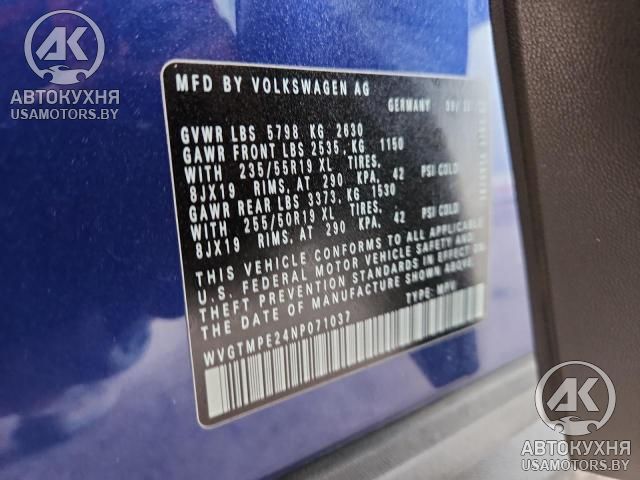 AK
АВТОКУХНЯ
USAMOTORS.BY
MFD BY VOLKSWAGEN AG
GERMANY
GVWR LBS 5798 KG 2630
GAWR FRONT LBS 2535, KG 1150
WITH 235/55R19 XL TIRES,
8JX19 RIMS, AT 290 KPA, 42 PSI COLD
GAWR REAR LBS 3373, KG 1530
WITH 255/50R19 XL TIRES,
8JX19 RIMS, AT 290 KPA, 42 PSI COLD
THIS VEHICLE CONFORMS TO ALL APPLICABLE
U.S. FEDERAL MOTOR VEHICLE SAFETY AND
THEFT PREVENTION STANDARDS IN EFFECT ON
THE DATE OF MANUFACTURE SHOWN ABOVE.
WVGTMPE24NP071037 TYPE: MPV
AK
АВТОКУХНЯ
USAMOTORS.BY